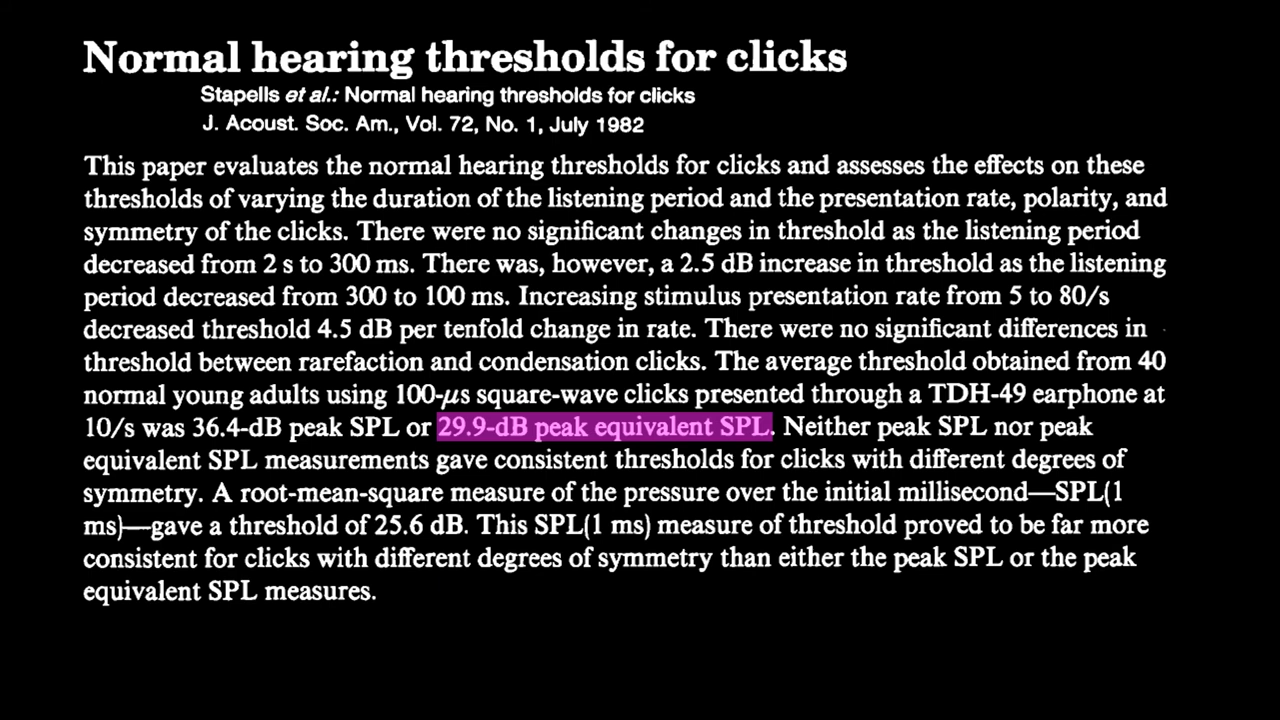 Normal hearing thresholds for clicks
Stapells et al.: Normal hearing thresholds for clicks
J. Acoust. Soc. Am., Vol. 72, No. 1, July 1982
This paper evaluates the normal hearing thresholds for clicks and assesses the effects on these
thresholds of varying the duration of the listening period and the presentation rate, polarity, and
symmetry of the clicks. There were no significant changes in threshold as the listening period
decreased from 2 s to 300 ms. There was, however, a 2.5 dB increase in threshold as the listening
period decreased from 300 to 100 ms. Increasing stimulus presentation rate from 5 to 80/s
decreased threshold 4.5 dB per tenfold change in rate. There were no significant differences in
threshold between rarefaction and condensation clicks. The average threshold obtained from 40
normal young adults using 100-μs square-wave clicks presented through a TDH-49 earphone at
10/s was 36.4-dB peak SPL or 29.9-dB peak equivalent SPL. Neither peak SPL nor peak
equivalent SPL measurements gave consistent thresholds for clicks with different degrees of
symmetry. A root-mean-square measure of the pressure over the initial millisecond—SPL(1
ms)—gave a threshold of 25.6 dB. This SPL(1 ms) measure of threshold proved to be far more
consistent for clicks with different degrees of symmetry than either the peak SPL or the peak
equivalent SPL measures.